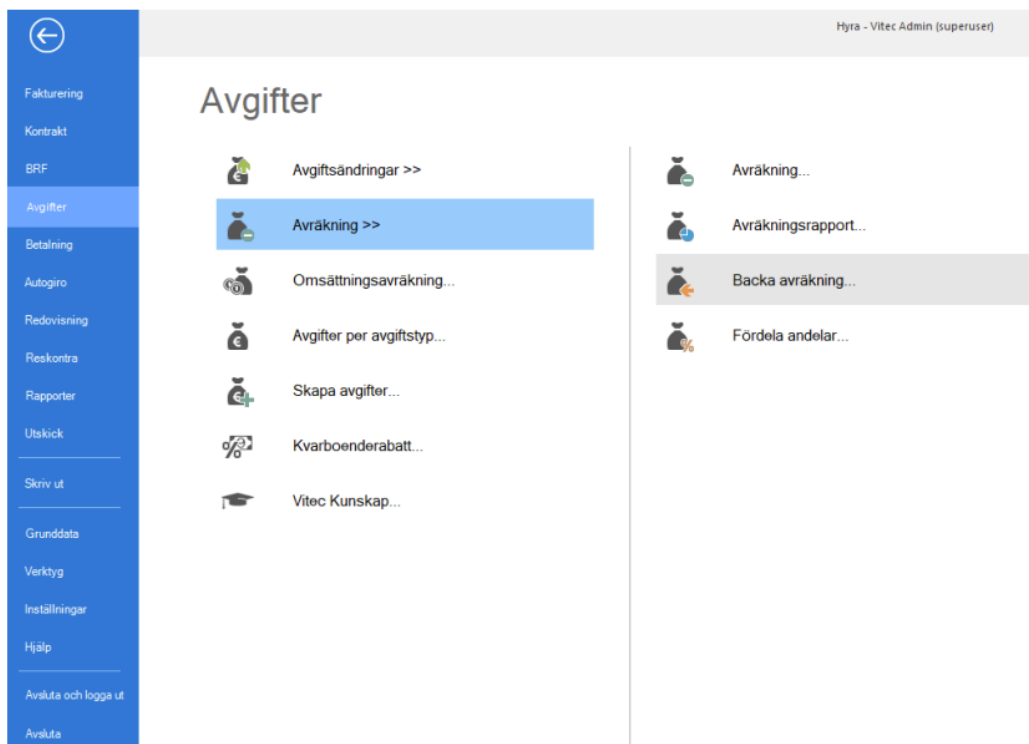 Hyra - Vitec Admin (superuser)
Fakturering
Kontrakt
BRF
Avgifter
Betalning
Autogiro
Redovisning
Reskontra
Rapporter
Utskick
Skriv ut
Grunddata
Verktyg
Inställningar
Hjälp
Avsluta och logga ut
Avsluta
Avgifter
Avgiftsändringar >>
Avräkning >>
Omsättningsavräkning...
Avgifter per avgiftstyp...
Skapa avgifter...
Kvarboenderabatt...
Vitec Kunskap...
Avräkning...
Avräkningsrapport...
Backa avräkning...
Fördela andelar...